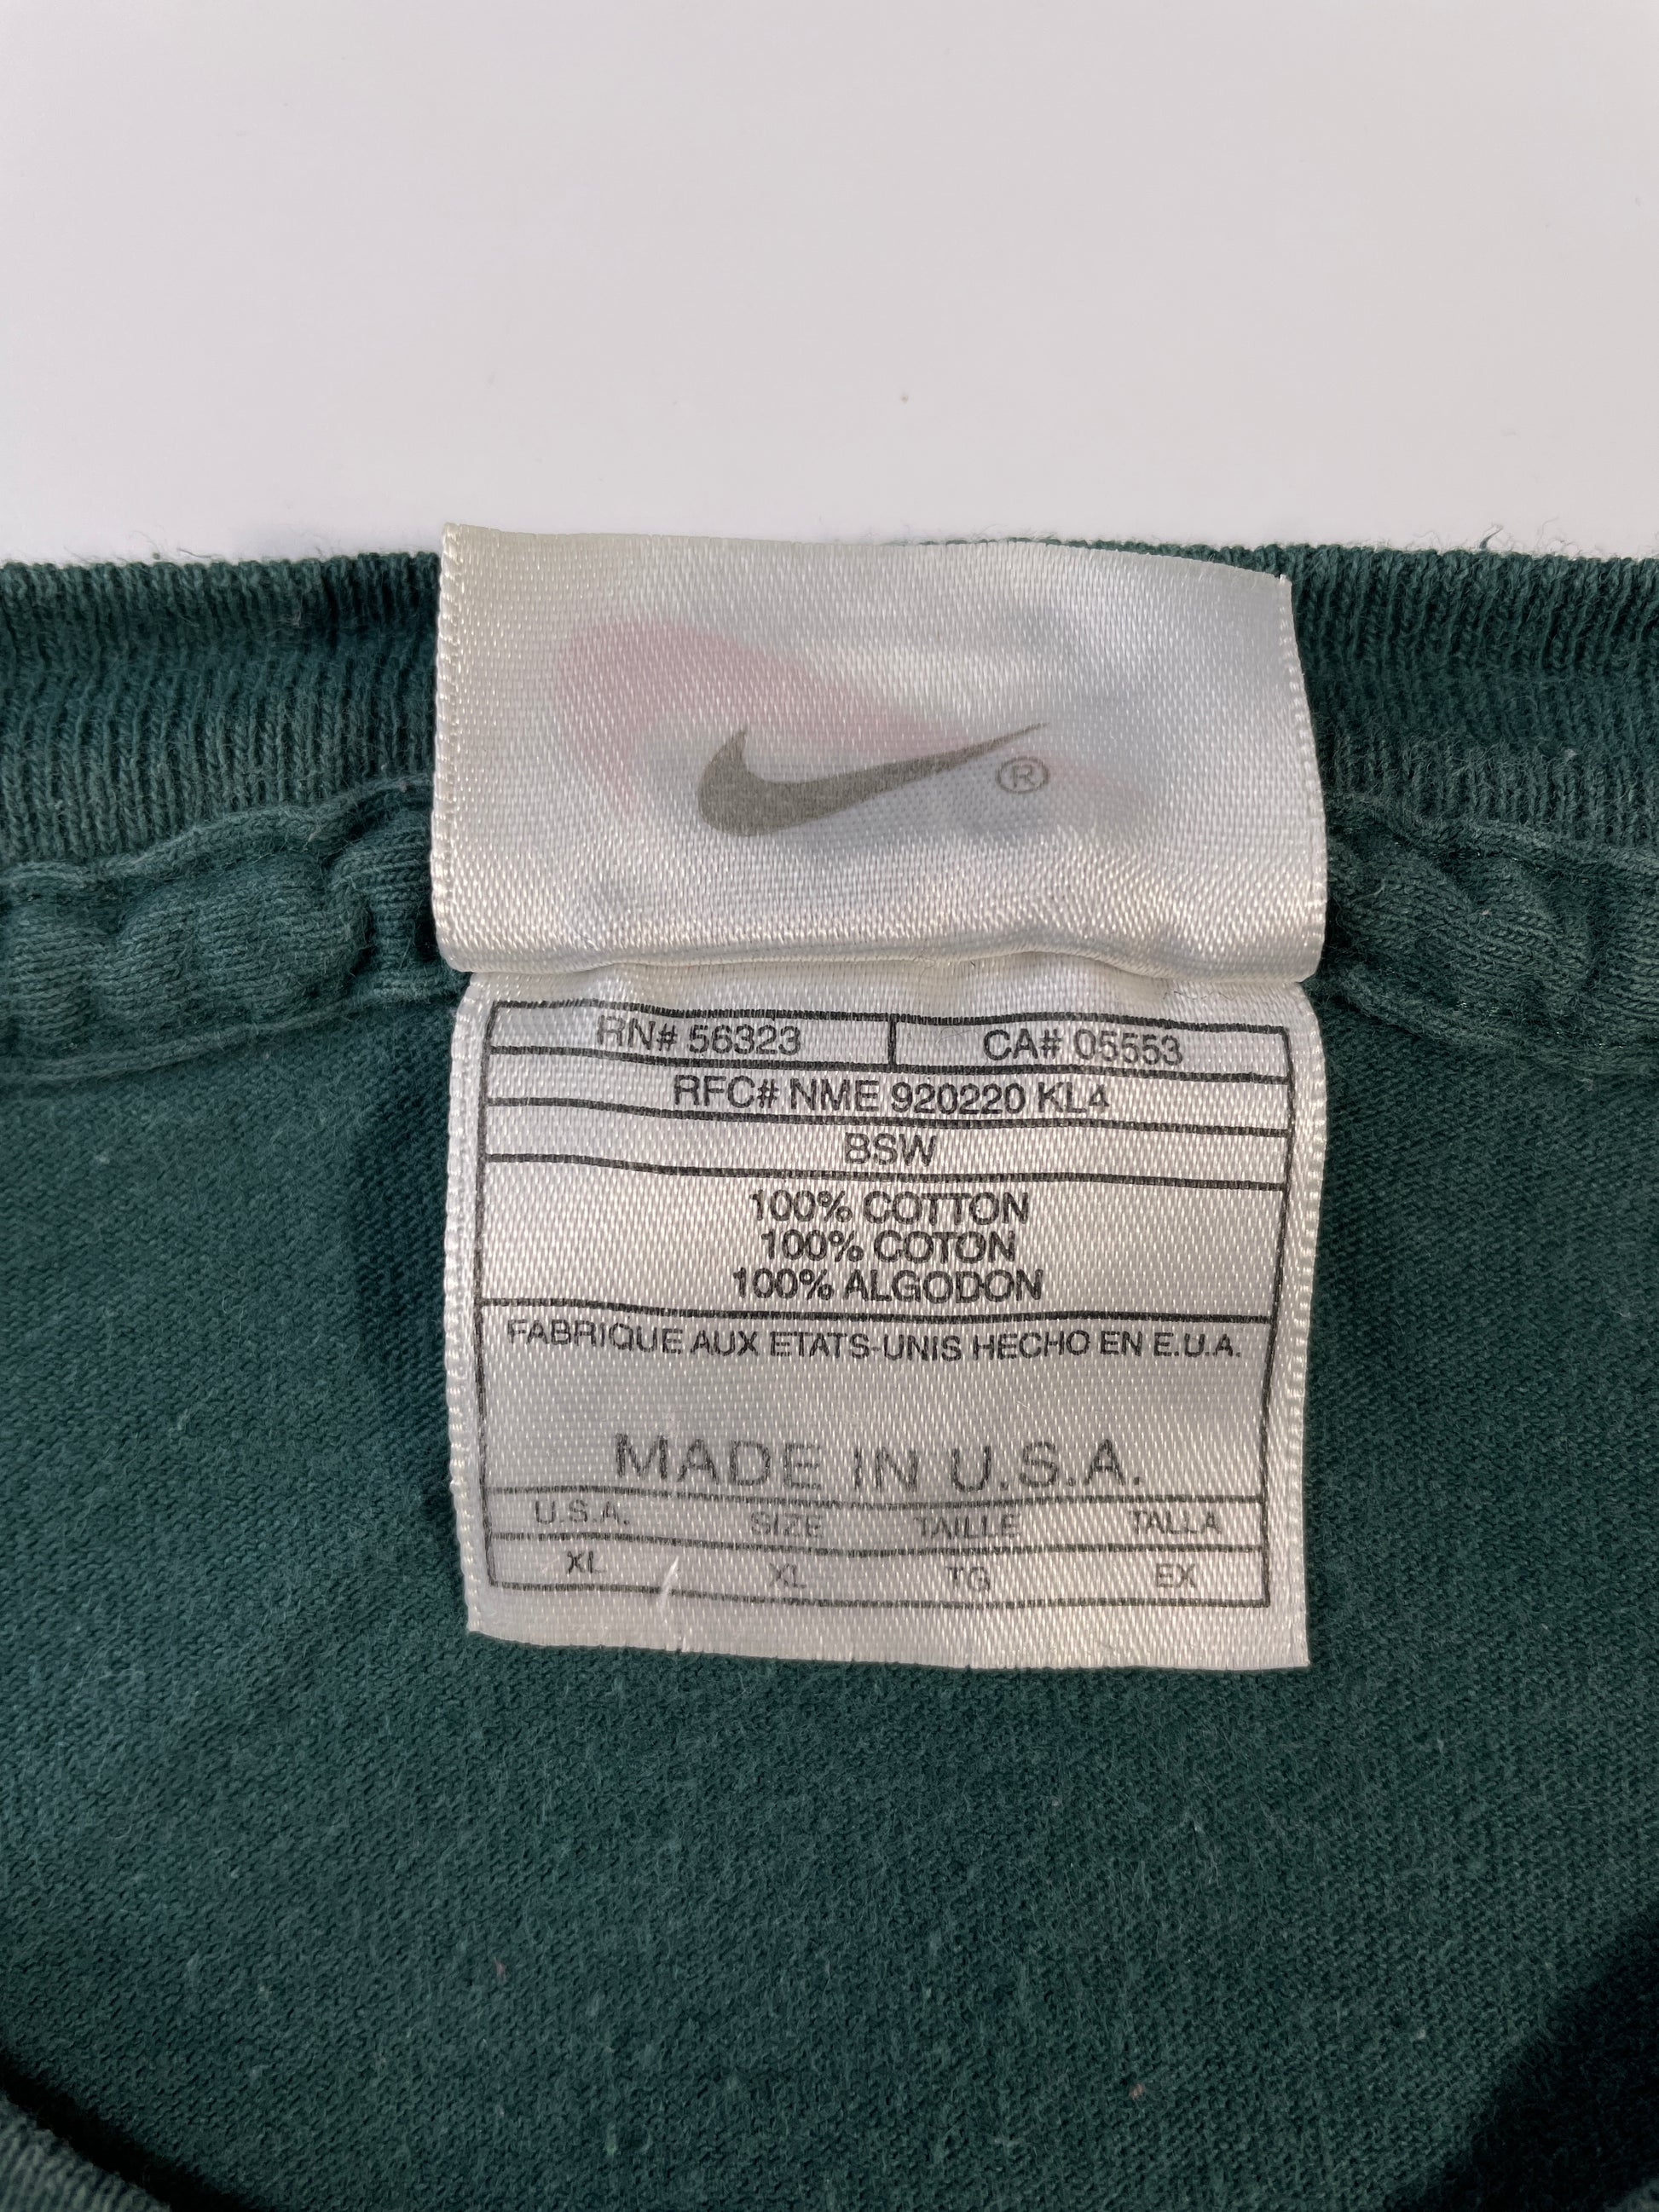 ®
RN# 56323 CA# 05553
RFC# NME 920220 KL4
BSW
100% COTTON
100% COTON
100% ALGODON
FABRIQUE AUX ETATS-UNIS HECHO EN E.U.A.
MADE IN U.S.A.
U.S.A. SIZE TAILLE TALLA
XL XL TG EX